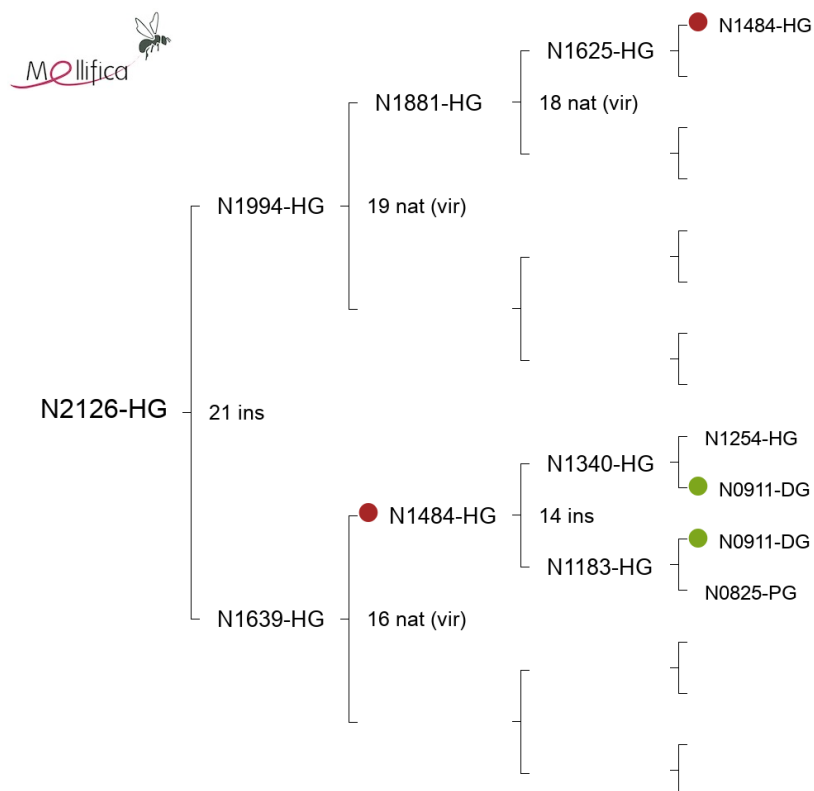 Mellifica
N1484-HG
N1625-HG
N1881-HG
18 nat (vir)
N1994-HG
19 nat (vir)
N2126-HG
21 ins
N1254-HG
N1340-HG
N0911-DG
N1484-HG
14 ins
N0911-DG
N1183-HG
N0825-PG
N1639-HG
16 nat (vir)